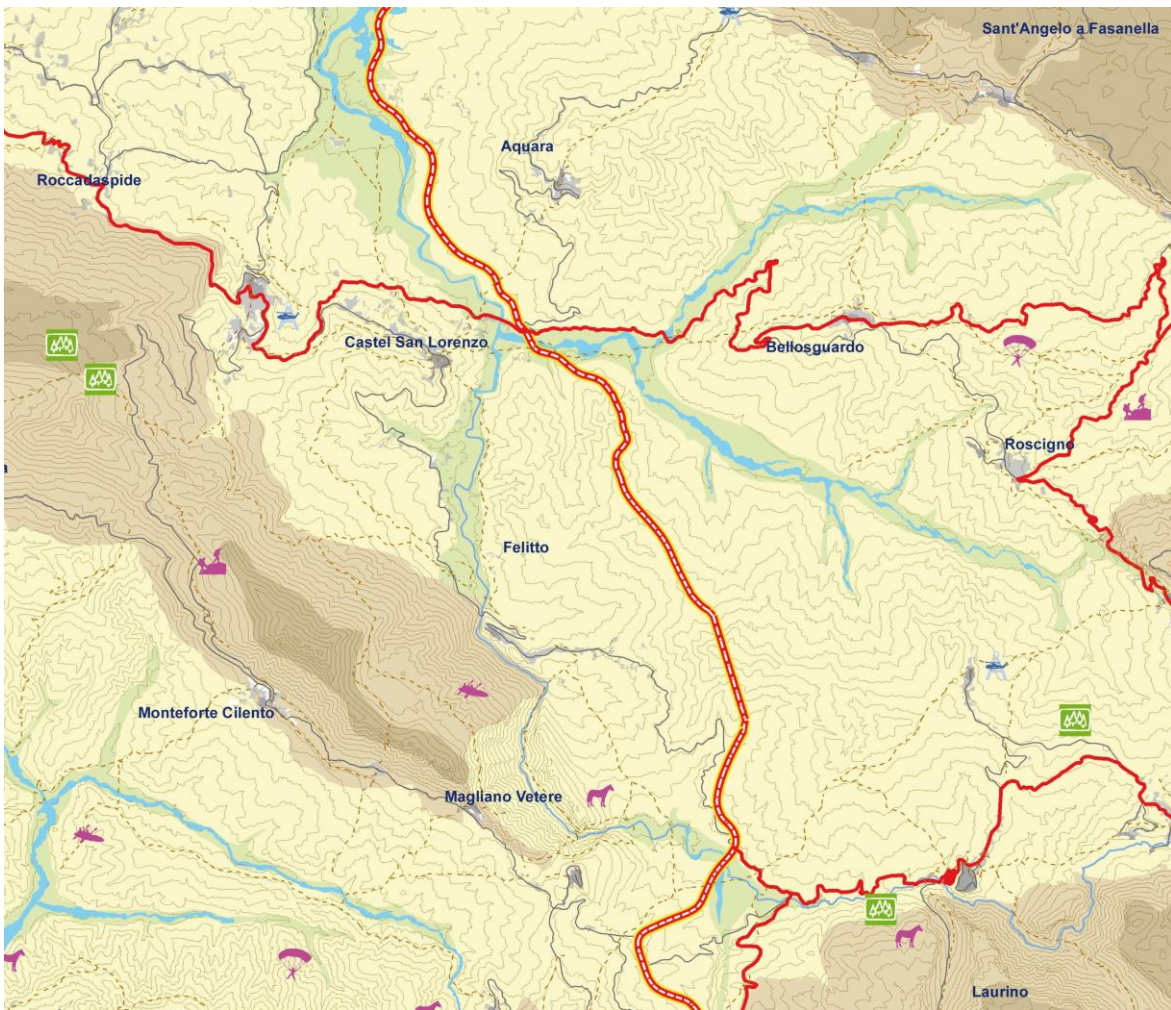 Sant'Angelo a Fasanella
Aquara
Roccadaspide
Castel San Lorenzo
Bellosguardo
Roscigno
a
Felitto
Monteforte Cilento
Magliano Vetere
Laurino